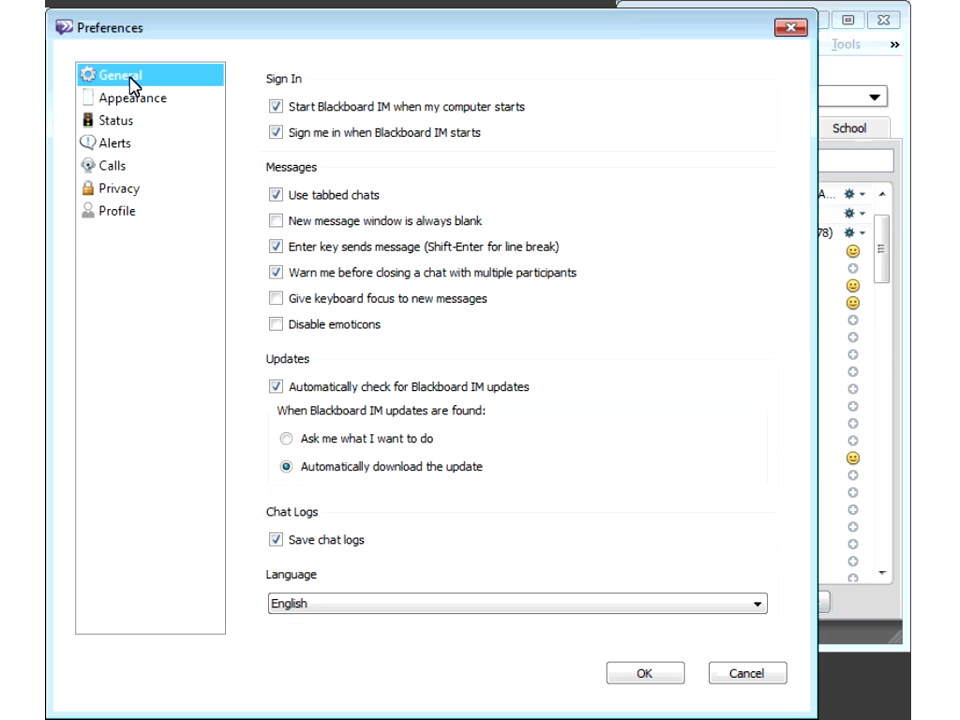 Preferences
General
Appearance
Status
Alerts
Calls
Privacy
Profile
Sign In
Start Blackboard IM when my computer starts
Sign me in when Blackboard IM starts
Messages
Use tabbed chats
New message window is always blank
Enter key sends message (Shift-Enter for line break)
Warn me before closing a chat with multiple participants
Give keyboard focus to new messages
Disable emoticons
Updates
Automatically check for Blackboard IM updates
When Blackboard IM updates are found:
Ask me what I want to do
Automatically download the update
Chat Logs
Save chat logs
Language
English
OK
Cancel
Tools
»
School
A...
78)